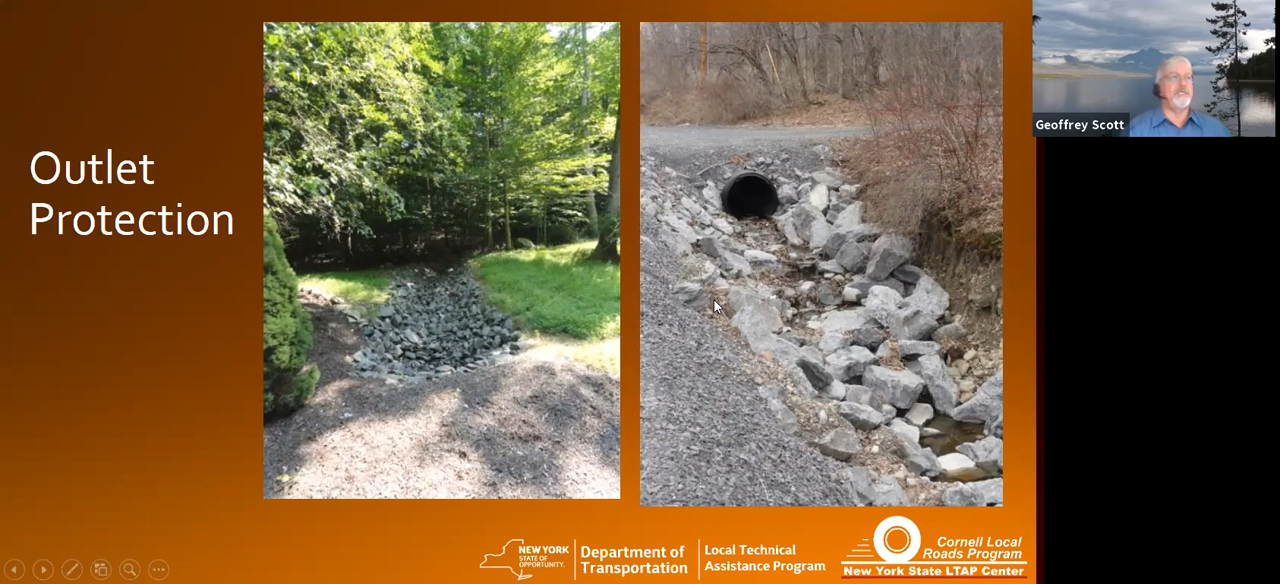 Outlet
Protection
Geoffrey Scott
NEW YORK
STATE OF
OPPORTUNITY.
Department of
Transportation
Local Technical
Assistance Program
Cornell Local
Roads Program
New York State LTAP Center